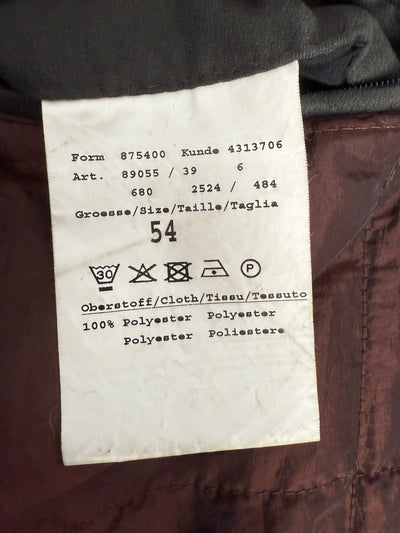 Form 875400 Kunde 4313706
Art. 89055 / 39 6
680 2524 / 484
Groesse/Size/Taille/Taglia
54
30 P
Oberstoff/Cloth/Tissu/Tessuto
100% Polyester Polyester
Polyester Poliestere